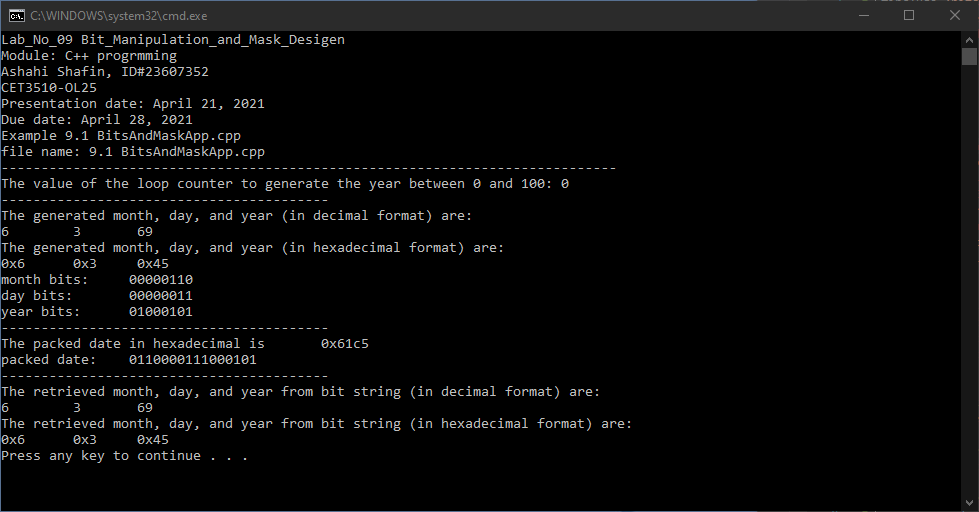 C:\WINDOWS\system32\cmd.exe
Lab_No_09 Bit_Manipulation_and_Mask_Desigen
Module: C++ progrmming
Ashahi Shafin, ID#23607352
CET3510-OL25
Presentation date: April 21, 2021
Due date: April 28, 2021
Example 9.1 BitsAndMaskApp.cpp
file name: 9.1 BitsAndMaskApp.cpp
-----------------------------------------------------------------------------
The value of the loop counter to generate the year between 0 and 100: 0
-----------------------------------------
The generated month, day, and year (in decimal format) are:
6 3 69
The generated month, day, and year (in hexadecimal format) are:
0x6 0x3 0x45
month bits: 00000110
day bits: 00000011
year bits: 01000101
-----------------------------------------
The packed date in hexadecimal is 0x61c5
packed date: 0110000111000101
-----------------------------------------
The retrieved month, day, and year from bit string (in decimal format) are:
6 3 69
The retrieved month, day, and year from bit string (in hexadecimal format) are:
0x6 0x3 0x45
Press any key to continue . . .